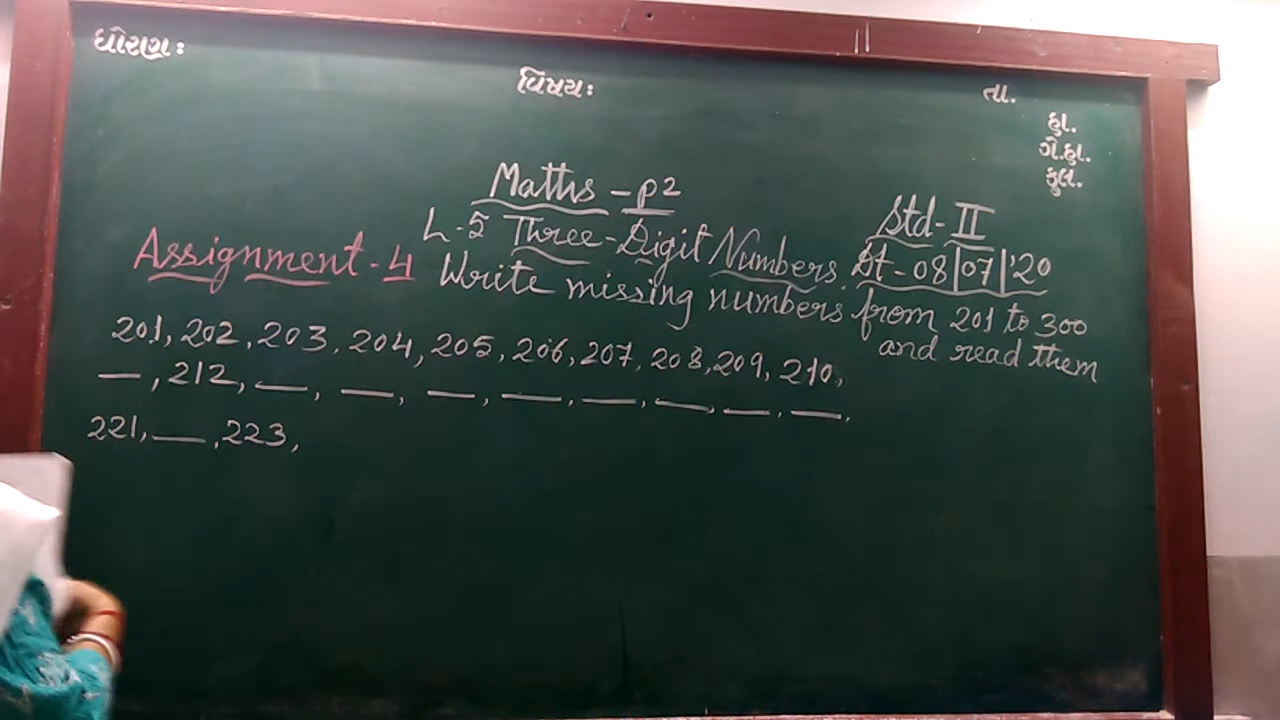 ધોરણ:
વિષય:
તા.
હા.
ગે.હા.
કુલ.
Maths - P2
Std - II
L-5 Three-Digit Numbers. Dt - 08|07|'20
Assignment - 4 Write missing numbers from 201 to 300
and read them
201, 202, 203, 204, 205, 206, 207, 208, 209, 210,
__, 212, __, __, __, __, __, __, __, __,
221, __, 223,